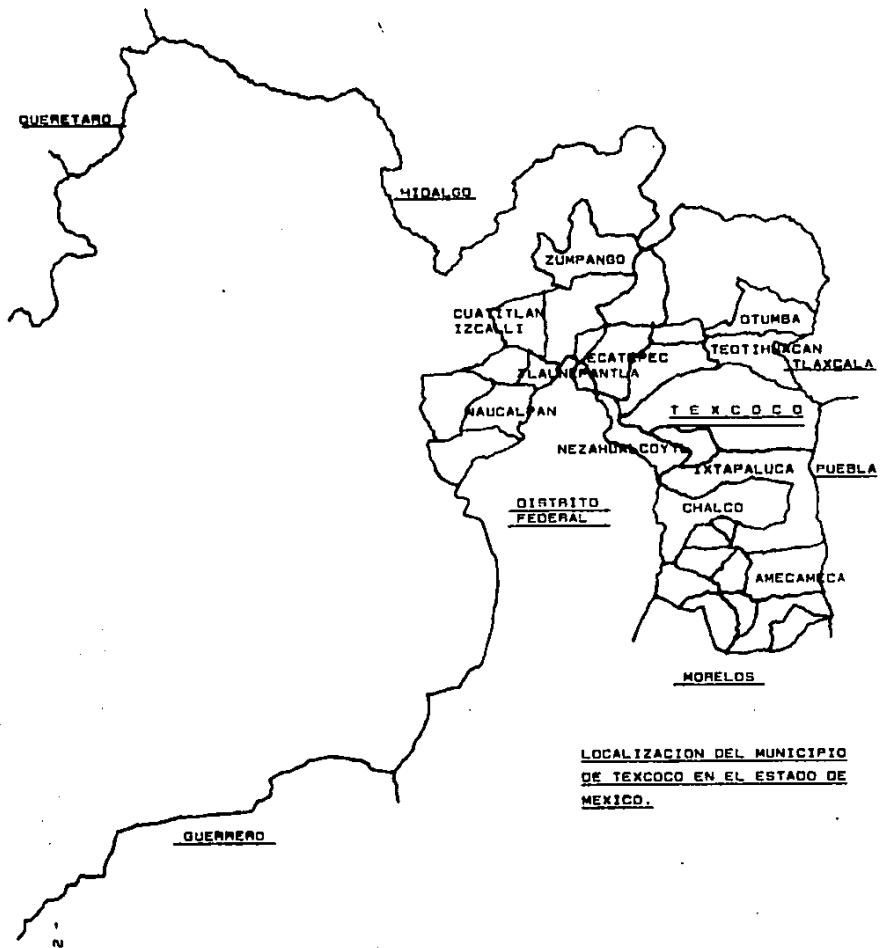 QUERETARO
HIDALGO
ZUMPANGO
CUATITLAN
IZCALLI
OTUMBA
ECATEPEC
TEOTIHUACAN
TLALNEPANTLA
TLAXCALA
NAUCALPAN
T E X C O C O
NEZAHUALCOYTL
IXTAPALUCA
PUEBLA
DISTRITO
FEDERAL
CHALCO
AMECAMECA
MORELOS
LOCALIZACION DEL MUNICIPIO
DE TEXCOCO EN EL ESTADO DE
MEXICO.
GUERRERO